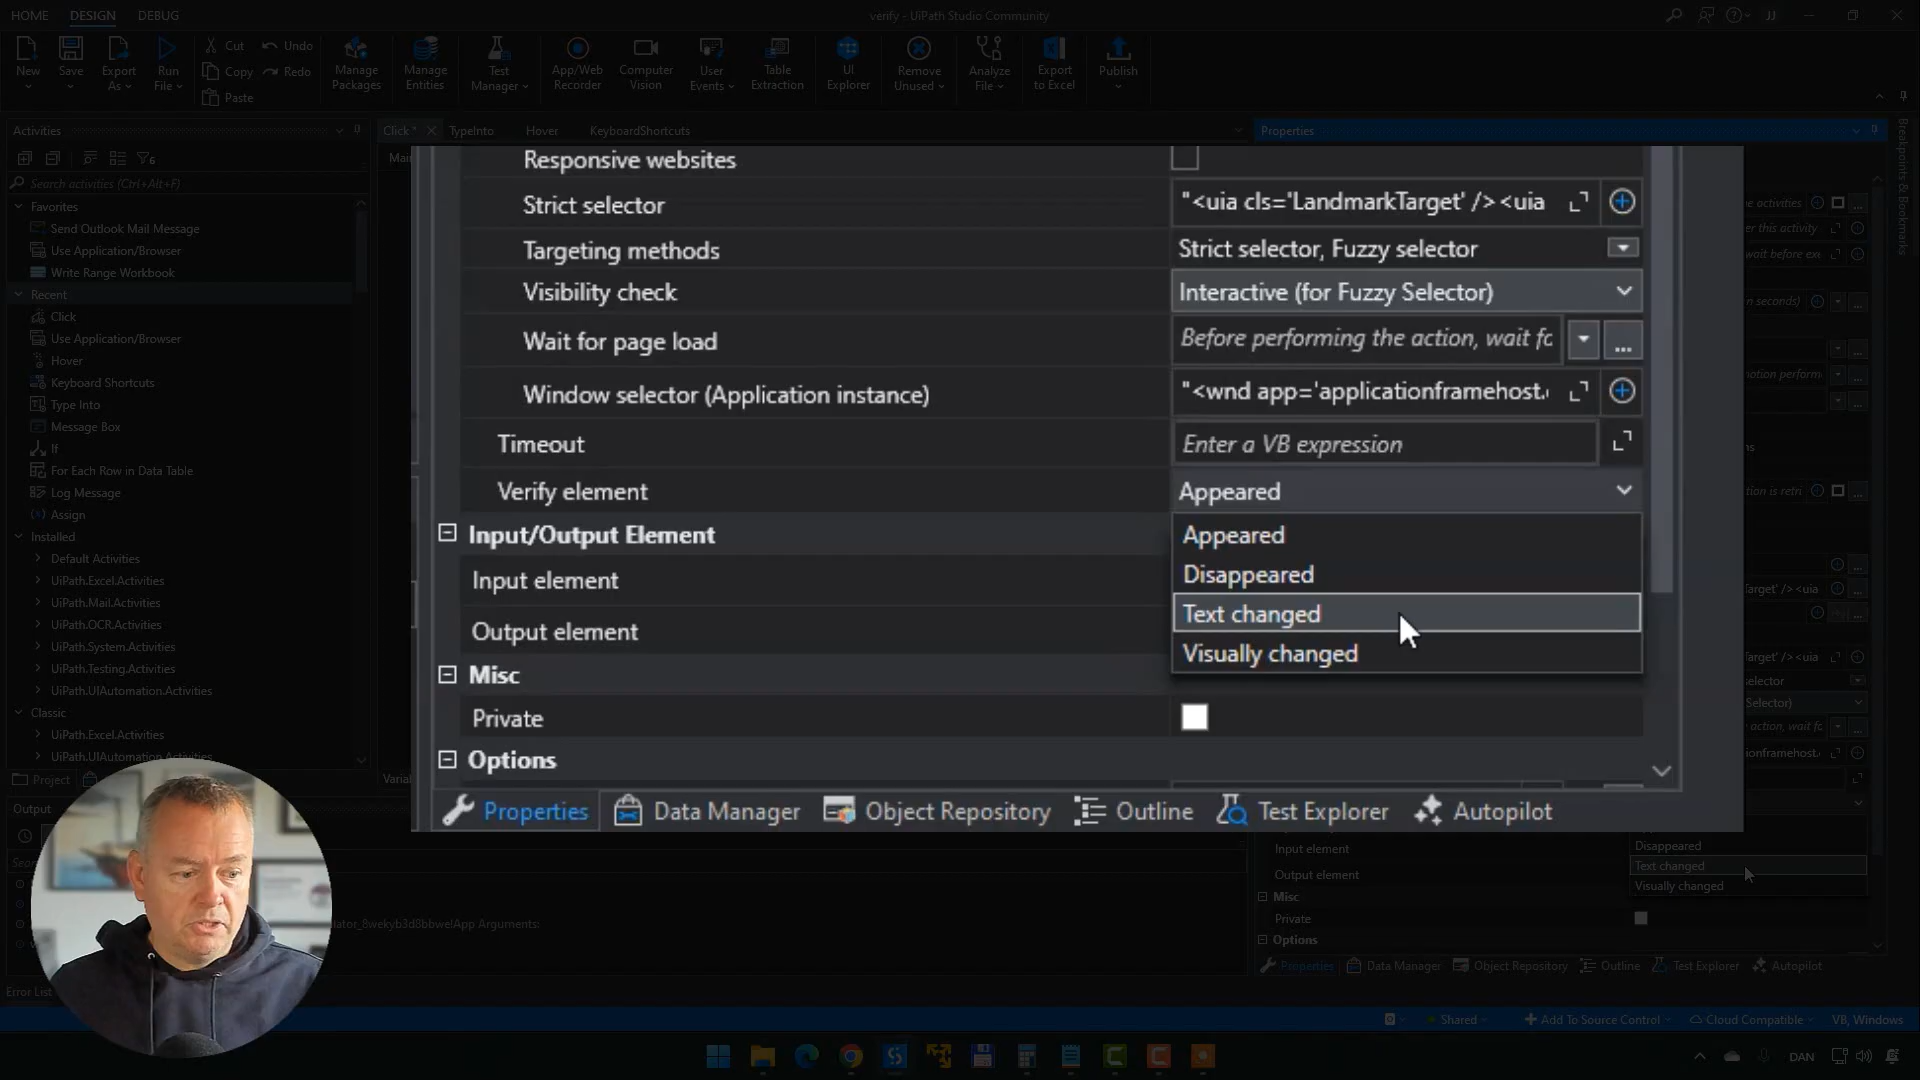 HOME DESIGN DEBUG
verify - UiPath Studio Community
JJ
New
Save
Export As
Run File
Cut
Copy
Paste
Undo
Redo
Manage Packages
Manage Entities
Test Manager
App/Web Recorder
Computer Vision
User Events
Table Extraction
UI Explorer
Remove Unused
Analyze File
Export to Excel
Publish
Activities
Search activities (Ctrl+Alt+F)
Favorites
Send Outlook Mail Message
Use Application/Browser
Write Range Workbook
Recent
Click
Use Application/Browser
Hover
Keyboard Shortcuts
Type Into
Message Box
If
For Each Row in Data Table
Log Message
Assign
Installed
Default Activities
UiPath.Excel.Activities
UiPath.Mail.Activities
UiPath.OCR.Activities
UiPath.System.Activities
UiPath.Testing.Activities
UiPath.UIAutomation.Activities
Classic
UiPath.Excel.Activities
UiPath.UIAutomation.Activities
Project
Click * TypeInto Hover KeyboardShortcuts
Properties
Breakpoints & Bookmarks
Responsive websites
Strict selector "<uia cls='LandmarkTarget' /><uia
Targeting methods Strict selector, Fuzzy selector
Visibility check Interactive (for Fuzzy Selector)
Wait for page load Before performing the action, wait fo
Window selector (Application instance) "<wnd app='applicationframehost.
Timeout Enter a VB expression
Verify element Appeared
Input/Output Element
Appeared
Disappeared
Text changed
Visually changed
Input element
Output element
Misc
Private
Options
Properties Data Manager Object Repository Outline Test Explorer Autopilot
Output
ator_8wekyb3d8bbwe!App Arguments:
Error List
Input element
Output element
Disappeared
Text changed
Visually changed
Misc
Private
Options
Properties Data Manager Object Repository Outline Test Explorer Autopilot
Shared Add To Source Control Cloud Compatible VB, Windows
DAN